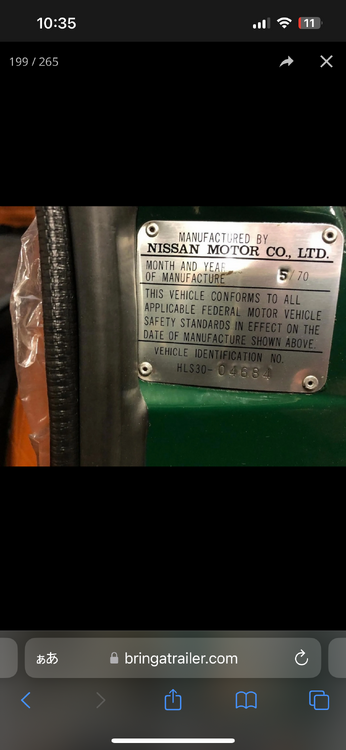 10:35
11
199 / 265
MANUFACTURED BY
NISSAN MOTOR CO., LTD.
MONTH AND YEAR
OF MANUFACTURE 5/70
THIS VEHICLE CONFORMS TO ALL
APPLICABLE FEDERAL MOTOR VEHICLE
SAFETY STANDARDS IN EFFECT ON THE
DATE OF MANUFACTURE SHOWN ABOVE.
VEHICLE IDENTIFICATION NO.
HLS30-04684
ぁあ bringatrailer.com